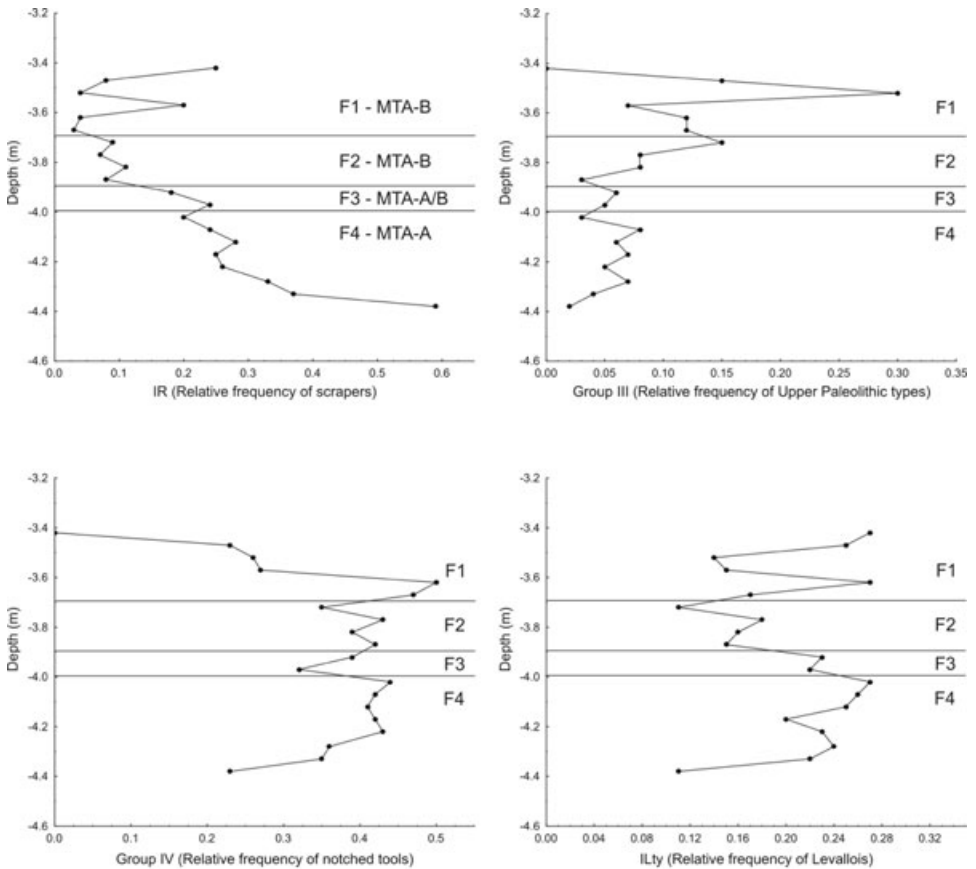 -3.2
-3.4
-3.6
-3.8
-4.0
-4.2
-4.4
-4.6
Depth (m)
F1 - MTA-B
F2 - MTA-B
F3 - MTA-A/B
F4 - MTA-A
0.0 0.1 0.2 0.3 0.4 0.5 0.6
IR (Relative frequency of scrapers)
-3.2
-3.4
-3.6
-3.8
-4.0
-4.2
-4.4
-4.6
Depth (m)
F1
F2
F3
F4
0.00 0.05 0.10 0.15 0.20 0.25 0.30 0.35
Group III (Relative frequency of Upper Paleolithic types)
-3.2
-3.4
-3.6
-3.8
-4.0
-4.2
-4.4
-4.6
Depth (m)
F1
F2
F3
F4
0.0 0.1 0.2 0.3 0.4 0.5
Group IV (Relative frequency of notched tools)
-3.2
-3.4
-3.6
-3.8
-4.0
-4.2
-4.4
-4.6
Depth (m)
F1
F2
F3
F4
0.00 0.04 0.08 0.12 0.16 0.20 0.24 0.28 0.32
ILty (Relative frequency of Levallois)